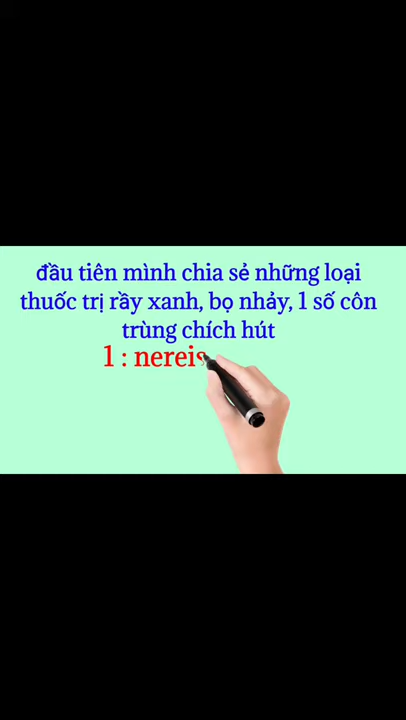 đầu tiên mình chia sẻ những loại
thuốc trị rầy xanh, bọ nhảy, 1 số côn
trùng chích hút
1 : nereis